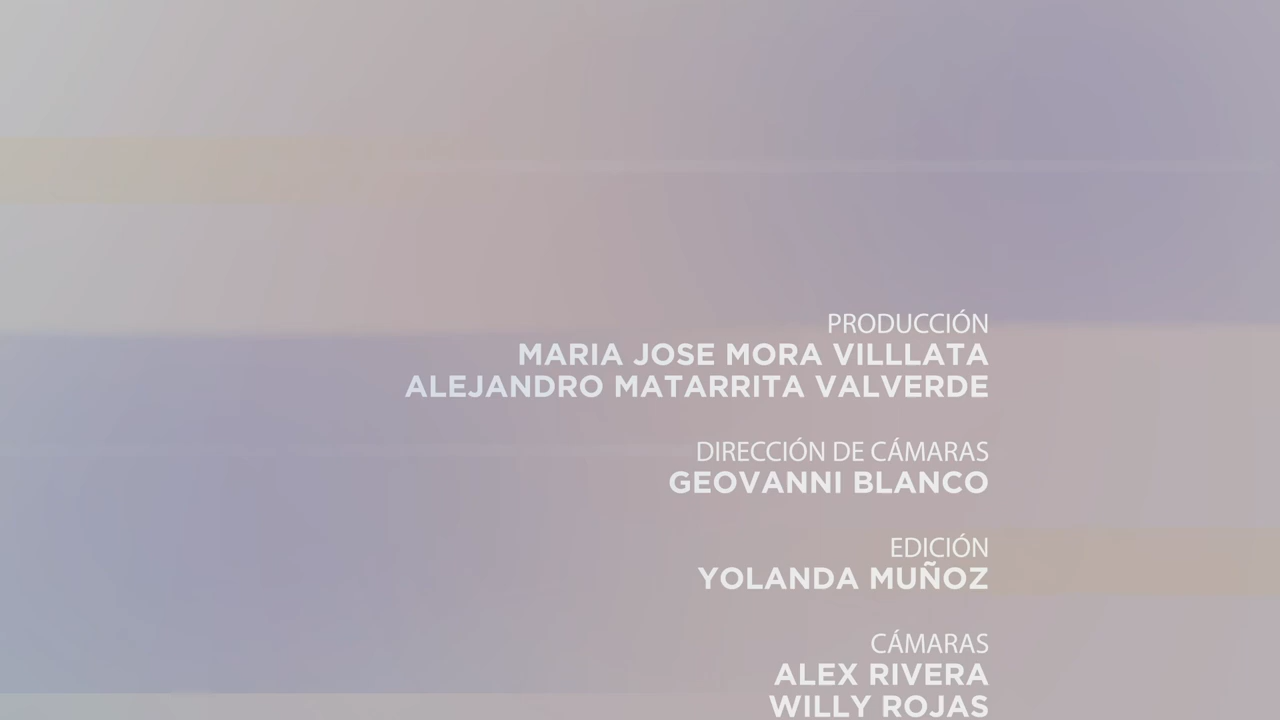 PRODUCCIÓN
MARIA JOSE MORA VILLLATA
ALEJANDRO MATARRITA VALVERDE
DIRECCIÓN DE CÁMARAS
GEOVANNI BLANCO
EDICIÓN
YOLANDA MUÑOZ
CÁMARAS
ALEX RIVERA
WILLY ROJAS